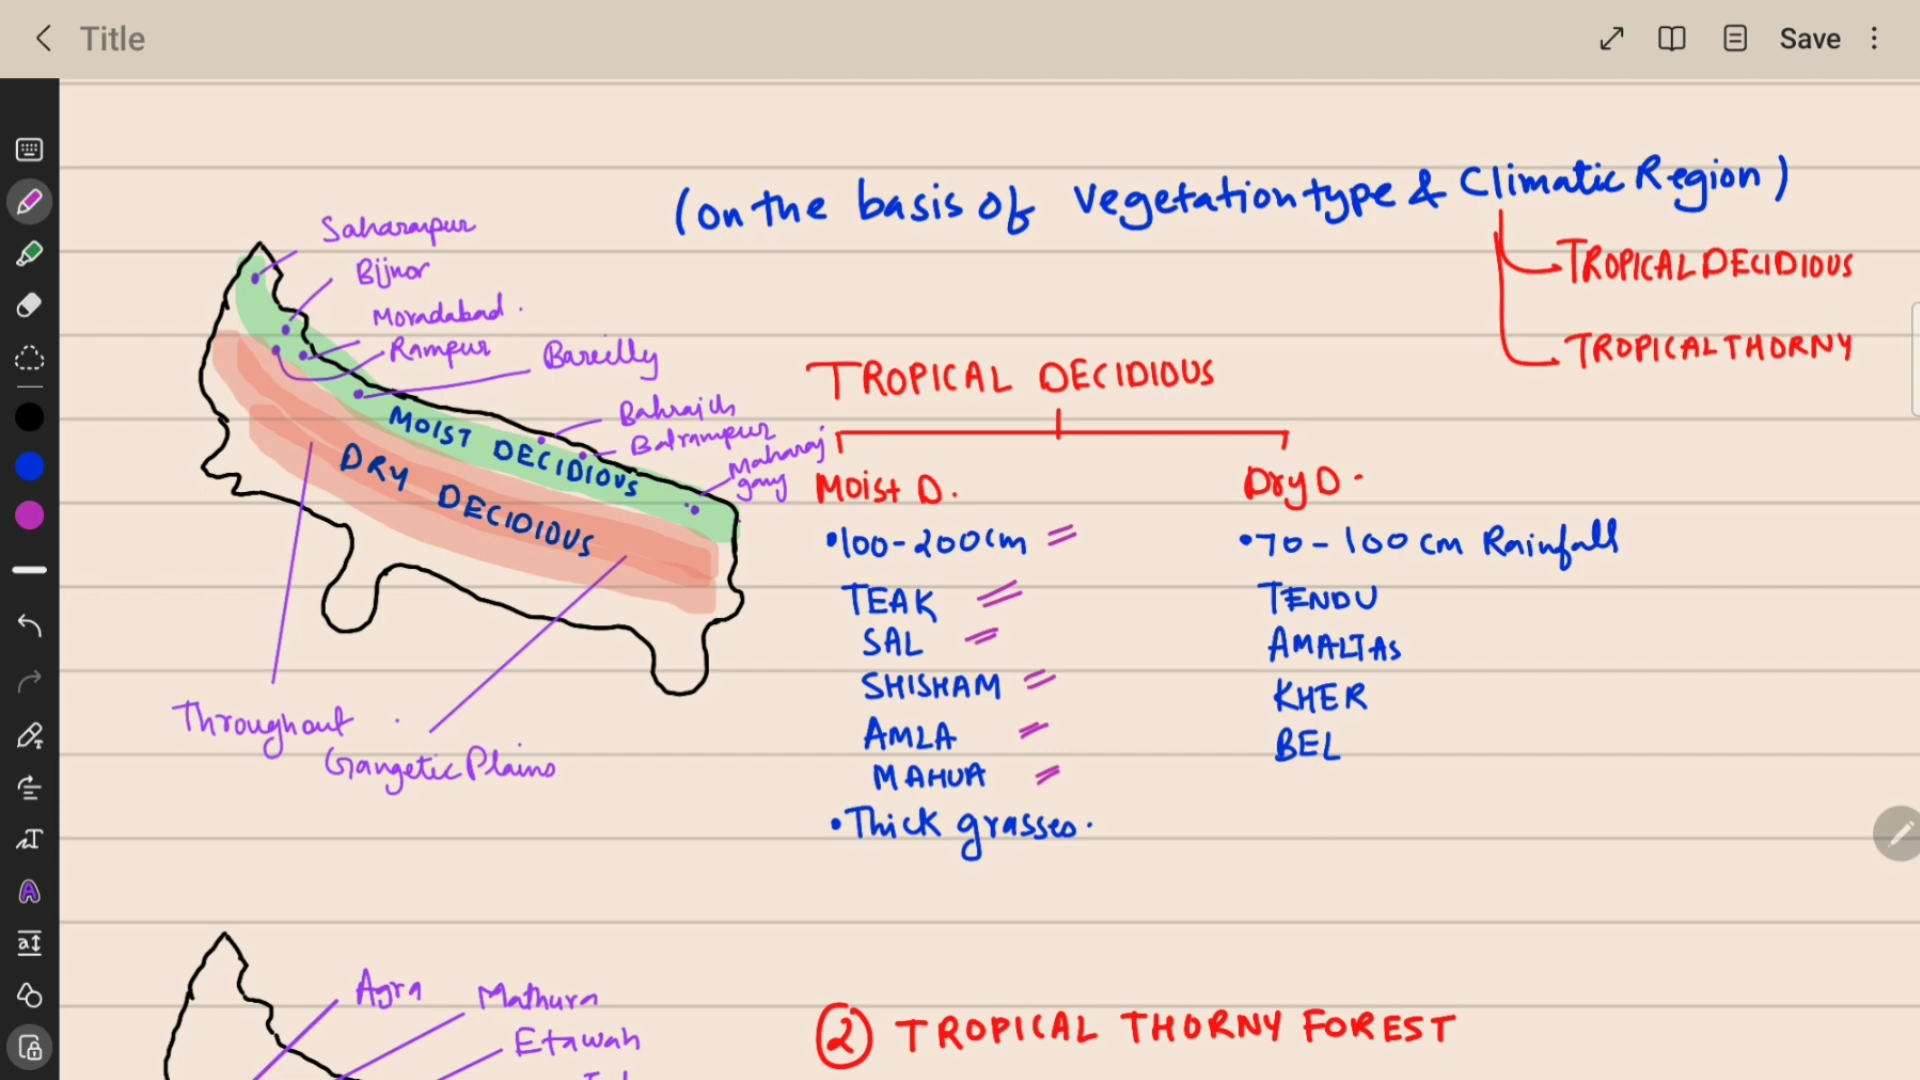 Title
Save
(on the basis of Vegetation type & Climatic Region)
TROPICAL DECIDIOUS
TROPICAL THORNY
Saharanpur
Bijnor
Moradabad
Rampur
Bareilly
Bahraich
Balrampur
Maharaj
ganj
MOIST DECIDIOUS
DRY DECIDIOUS
Throughout
Gangetic Plains
TROPICAL DECIDIOUS
Moist D.
•100-200cm
TEAK
SAL
SHISHAM
AMLA
MAHUA
•Thick grasses.
Dry D.
•70-100 cm Rainfall
TENDU
AMALTAS
KHER
BEL
Agra
Mathura
Etawah
2 TROPICAL THORNY FOREST